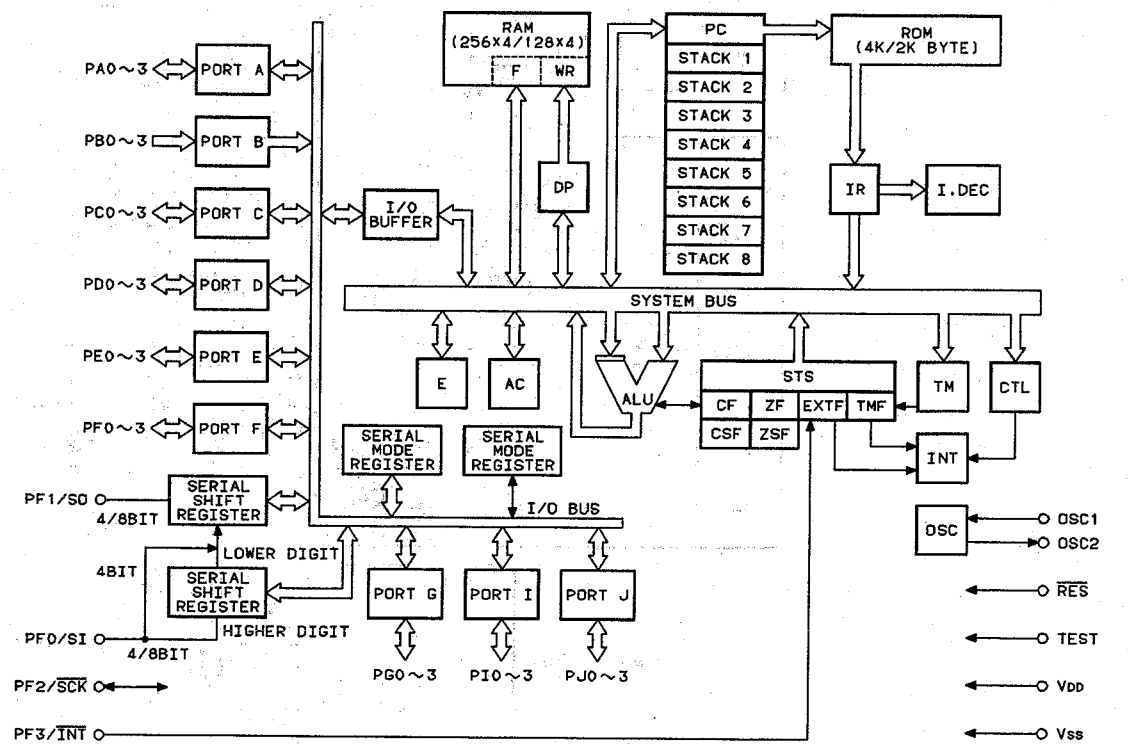 RAM
(256×4/128×4)
F
WR
PC
STACK 1
STACK 2
STACK 3
STACK 4
STACK 5
STACK 6
STACK 7
STACK 8
ROM
(4K/2K BYTE)
PA0~3
PORT A
PB0~3
PORT B
PC0~3
PORT C
PD0~3
PORT D
PE0~3
PORT E
PF0~3
PORT F
I/O
BUFFER
DP
IR
I.DEC
SYSTEM BUS
E
AC
ALU
STS
CF
ZF
EXTF
TMF
CSF
ZSF
TM
CTL
INT
SERIAL
MODE
REGISTER
SERIAL
MODE
REGISTER
I/O BUS
PF1/SO
4/8BIT
SERIAL
SHIFT
REGISTER
LOWER DIGIT
4BIT
SERIAL
SHIFT
REGISTER
HIGHER DIGIT
PF0/SI
4/8BIT
PORT G
PORT I
PORT J
PG0~3
PI0~3
PJ0~3
PF2/SCK
PF3/INT
OSC
OSC1
OSC2
RES
TEST
VDD
Vss